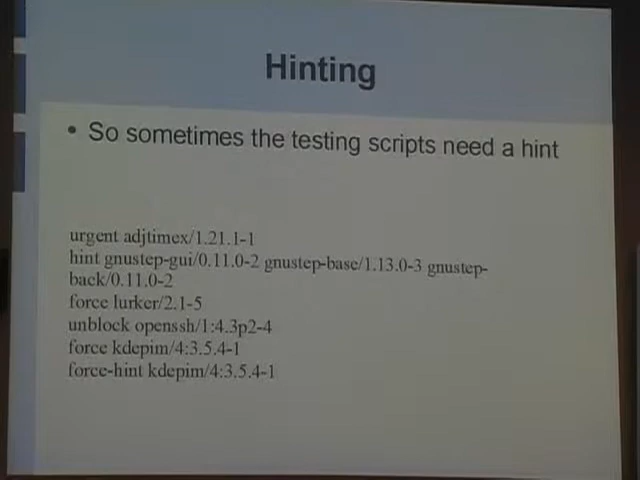 Hinting
• So sometimes the testing scripts need a hint
urgent adjtimex/1.21.1-1
hint gnustep-gui/0.11.0-2 gnustep-base/1.13.0-3 gnustep-
back/0.11.0-2
force lurker/2.1-5
unblock openssh/1:4.3p2-4
force kdepim/4:3.5.4-1
force-hint kdepim/4:3.5.4-1